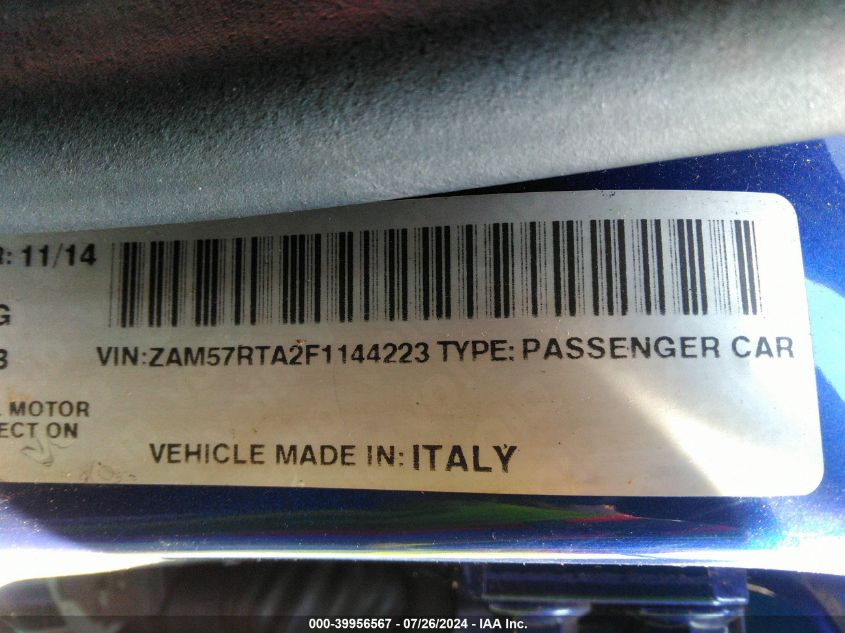 R: 11/14
G
3
VIN:ZAM57RTA2F1144223 TYPE: PASSENGER CAR
MOTOR
ECT ON
VEHICLE MADE IN: ITALY
000-39956567 / 07/26/2024 - IAA Inc.